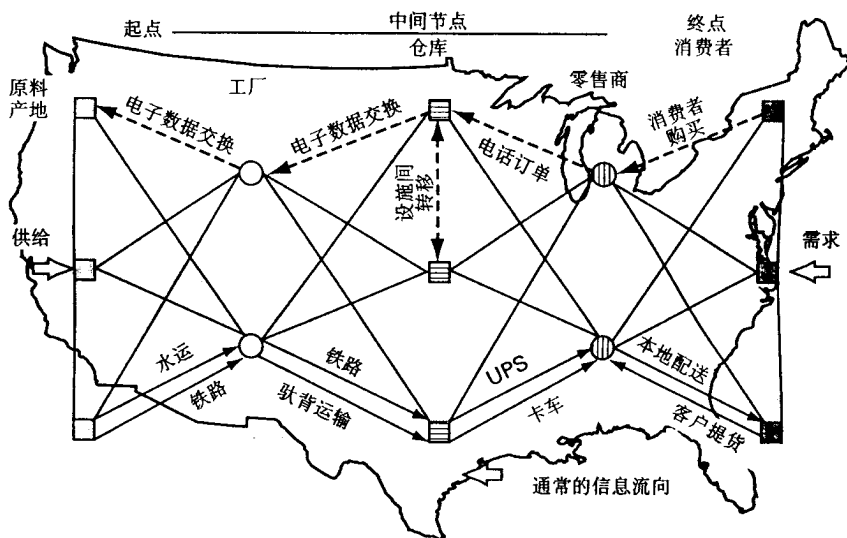 起点
中间节点
终点
仓库
消费者
原料
产地
工厂
零售商
电子数据交换
电子数据交换
电话订单
消费者
购买
设施间
转移
供给
需求
水运
铁路
铁路
驮背运输
UPS
卡车
本地配送
客户提货
通常的信息流向